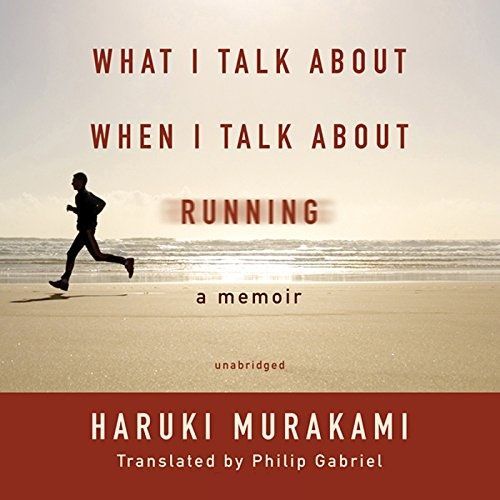 WHAT I TALK ABOUT
WHEN I TALK ABOUT
RUNNING
a memoir
unabridged
HARUKI MURAKAMI
Translated by Philip Gabriel